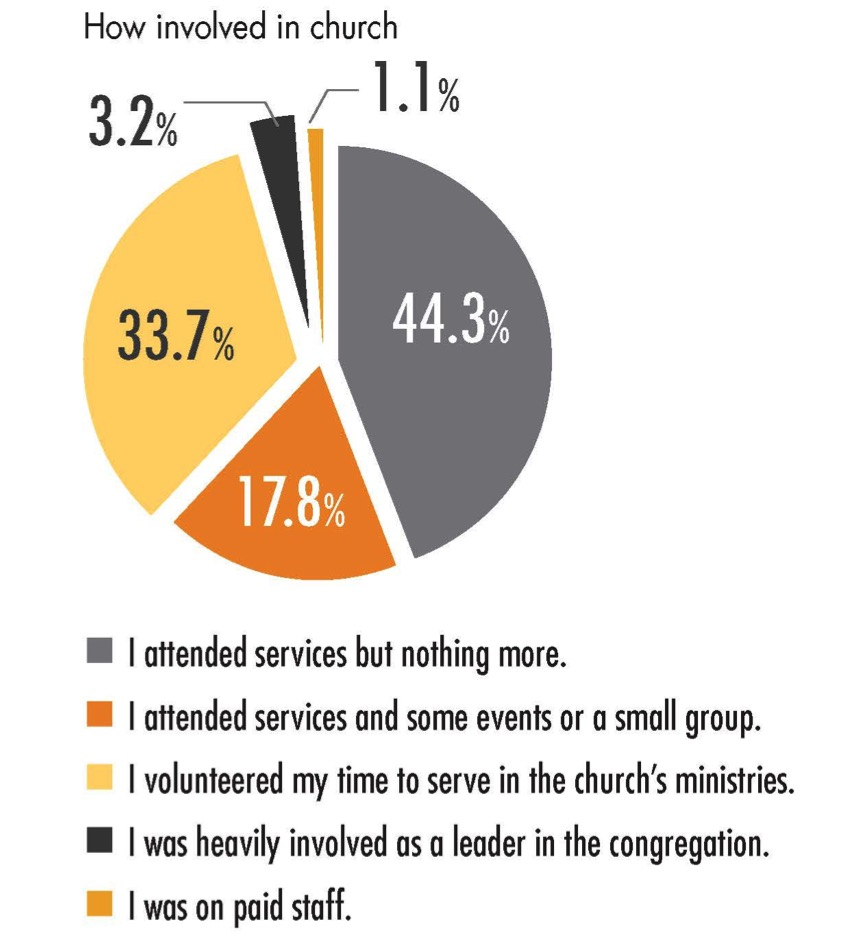 How involved in church
1.1%
3.2%
44.3%
33.7%
17.8%
I attended services but nothing more.
I attended services and some events or a small group.
I volunteered my time to serve in the church’s ministries.
I was heavily involved as a leader in the congregation.
I was on paid staff.